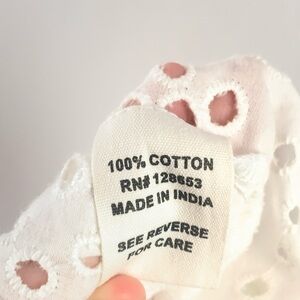 100% COTTON
RN# 128653
MADE IN INDIA
SEE REVERSE
FOR CARE